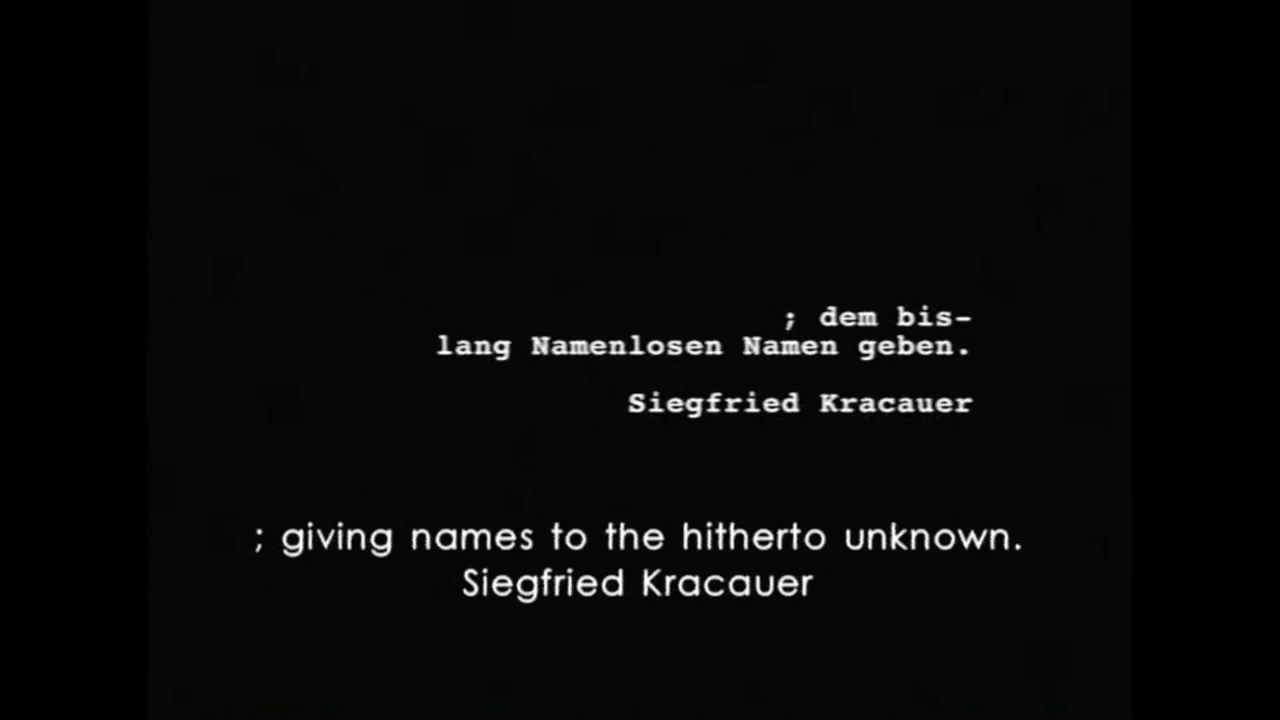 ; dem bis-
lang Namenlosen Namen geben.
Siegfried Kracauer
; giving names to the hitherto unknown.
Siegfried Kracauer